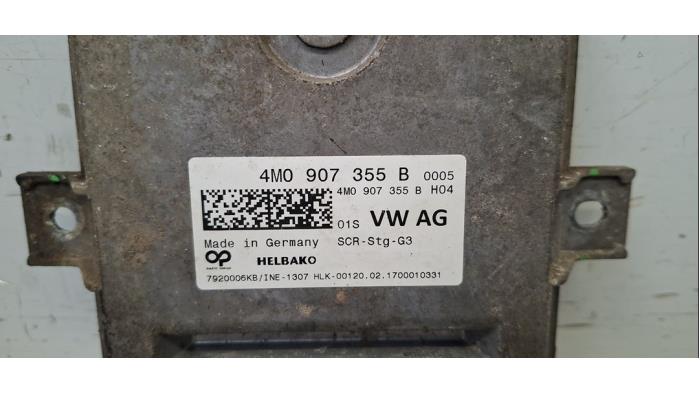 4M0 907 355 B 0005
4M0 907 355 B H04
01S VW AG
Made in Germany SCR-Stg-G3
HELBAKO
7920006KB/INE-1307 HLK-00120.02.1700010331